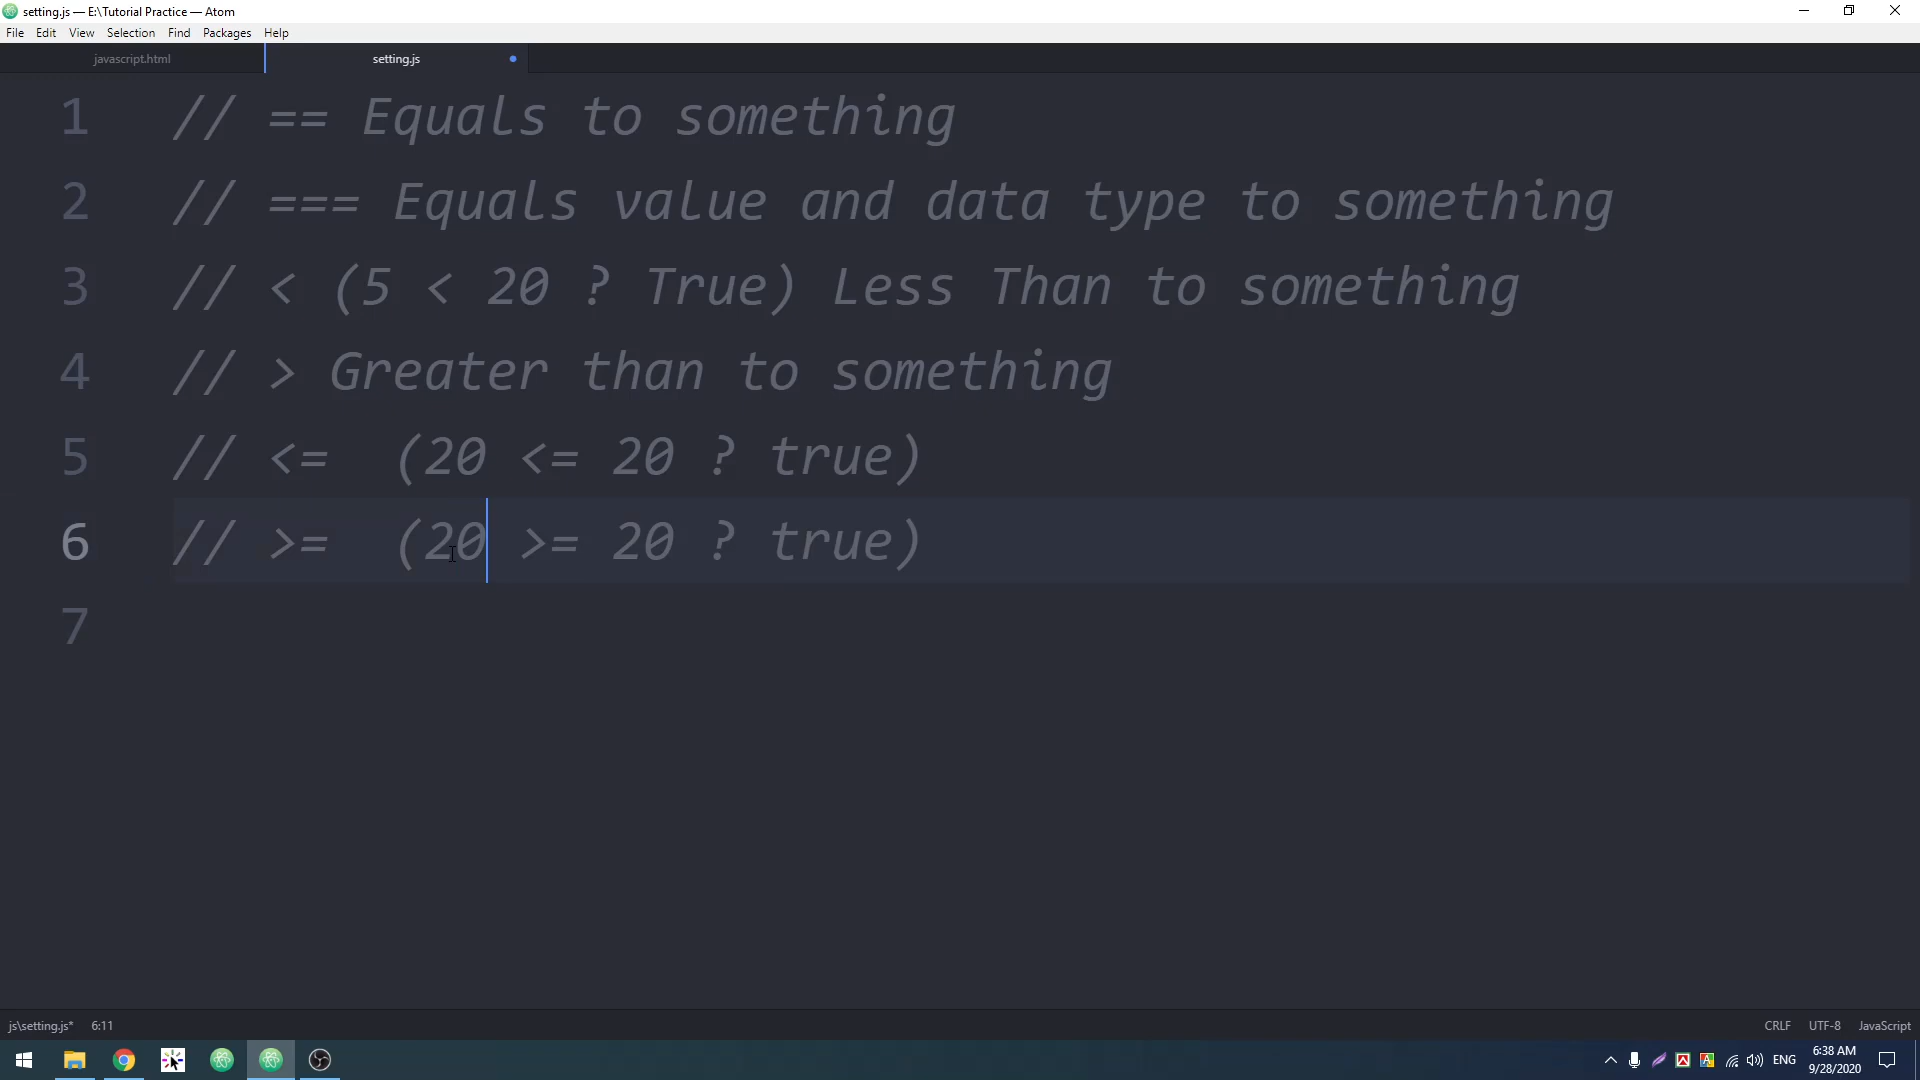 setting.js — E:\Tutorial Practice — Atom
File Edit View Selection Find Packages Help
javascript.html setting.js
1 // == Equals to something
2 // === Equals value and data type to something
3 // < (5 < 20 ? True) Less Than to something
4 // > Greater than to something
5 // <=  (20 <= 20 ? true)
6 // >=  (20 >= 20 ? true)
7
js\setting.js* 6:11 CRLF UTF-8 JavaScript
ENG 6:38 AM
9/28/2020